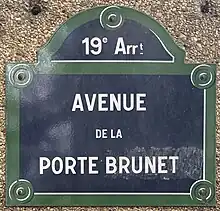 19e Arrt
AVENUE
DE LA
PORTE BRUNET